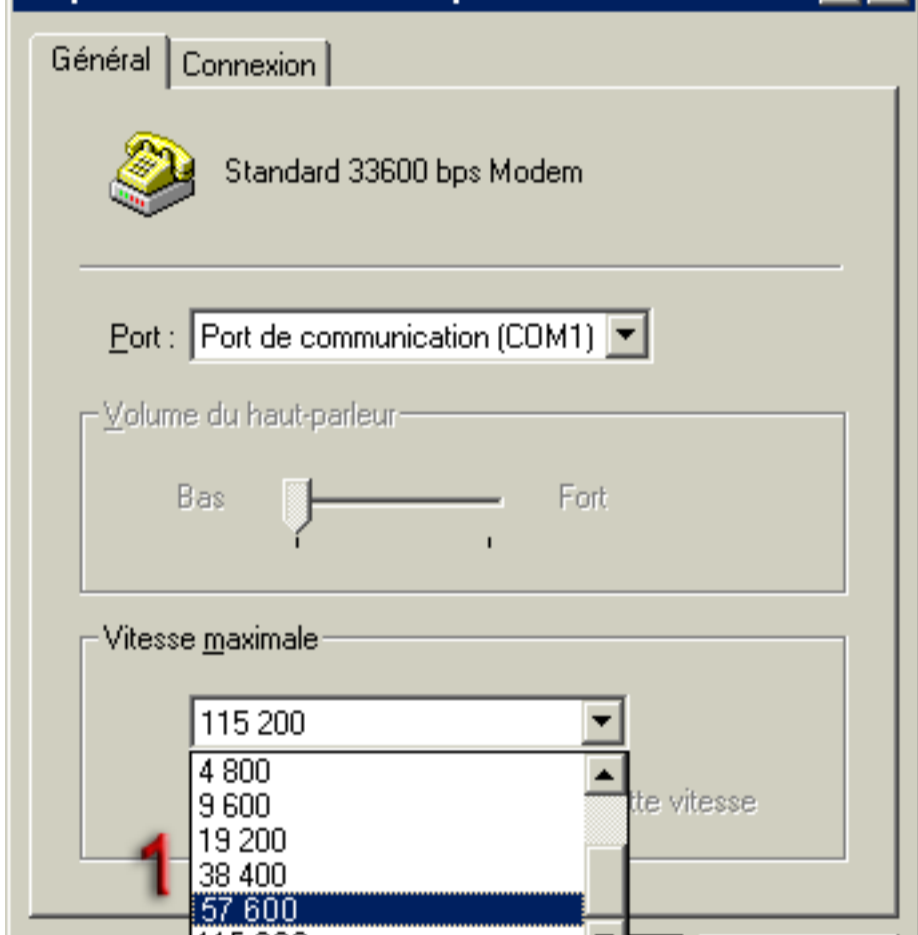 Général
Connexion
Standard 33600 bps Modem
Port : Port de communication (COM1)
Volume du haut-parleur
Bas Fort
Vitesse maximale
115 200
4 800
9 600
vitesse
19 200
1
38 400
57 600